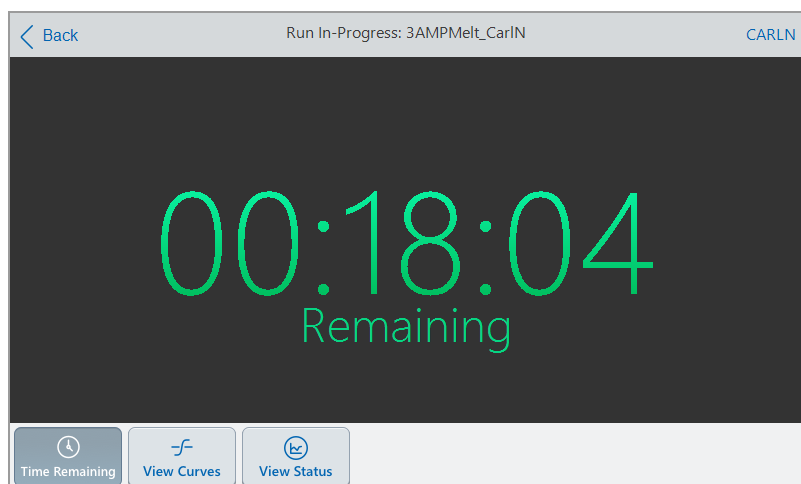 Back
Run In-Progress: 3AMPMelt_CarlN
CARLN
00:18:04
Remaining
Time Remaining
View Curves
View Status